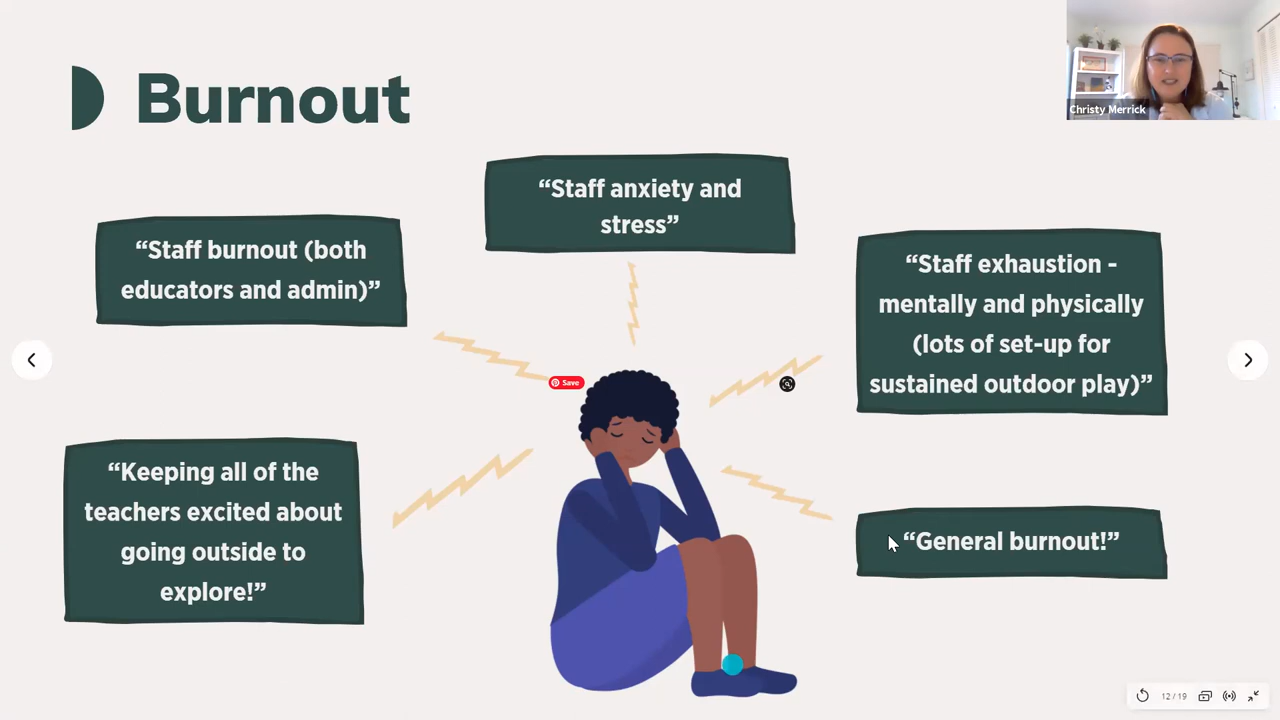 Burnout
Christy Merrick
“Staff anxiety and
stress”
“Staff burnout (both
educators and admin)”
“Staff exhaustion -
mentally and physically
(lots of set-up for
sustained outdoor play)”
Save
“Keeping all of the
teachers excited about
going outside to
explore!”
“General burnout!”
12 / 19